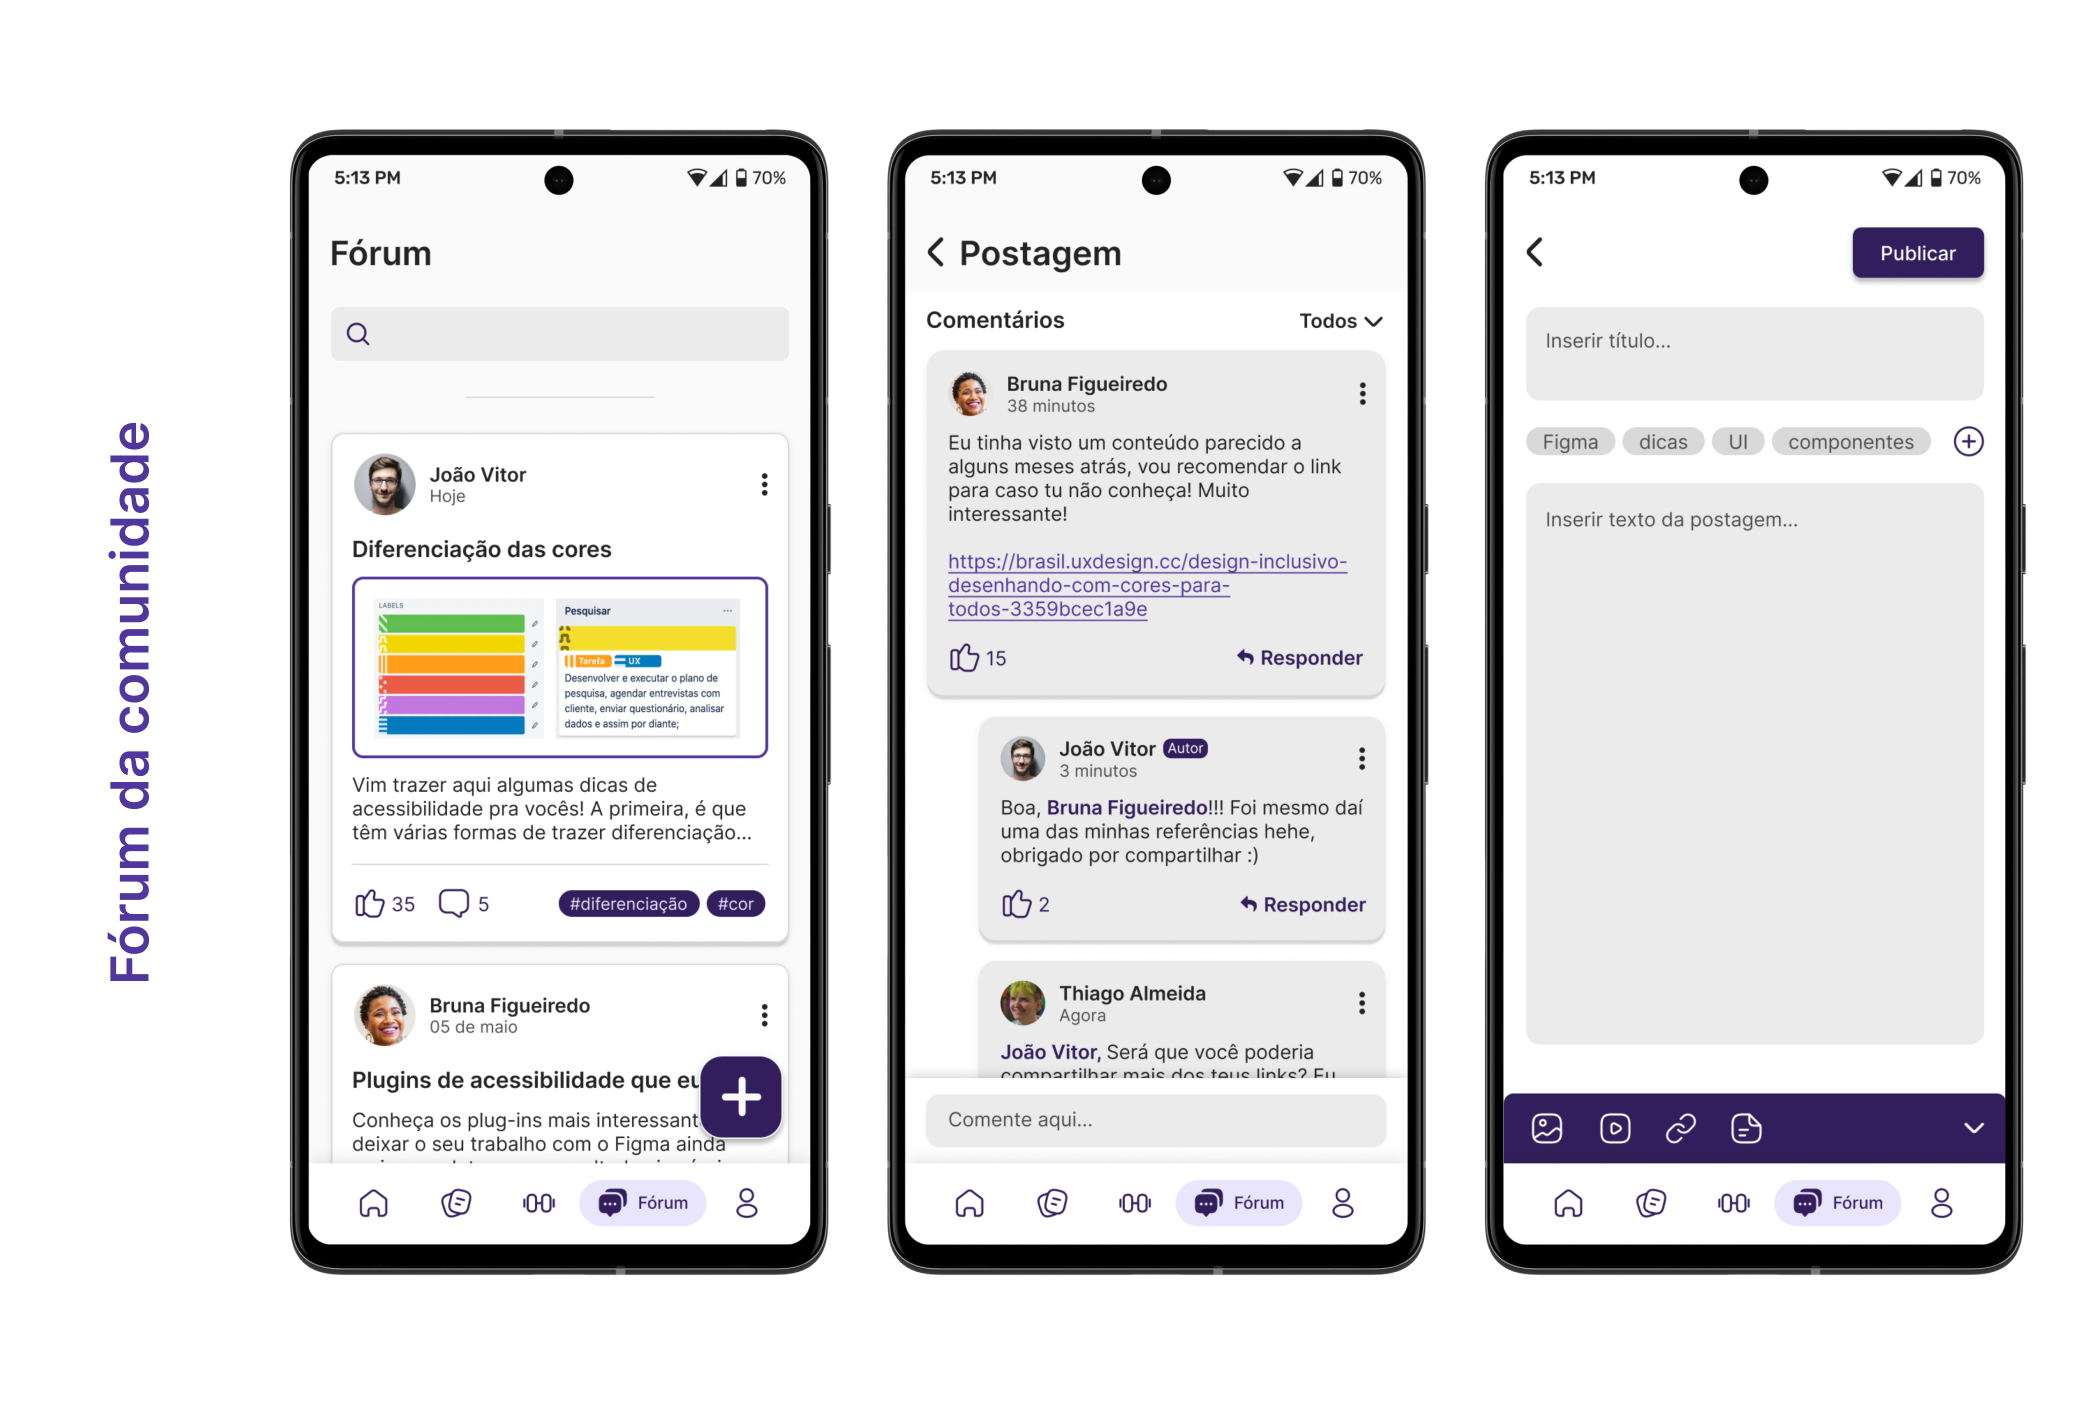 Fórum da comunidade
5:13 PM
70%
Fórum
João Vitor
Hoje
Diferenciação das cores
LABELS
Pesquisar
Tarefa
UX
Desenvolver e executar o plano de
pesquisa, agendar entrevistas com
cliente, enviar questionário, analisar
dados e assim por diante;
Vim trazer aqui algumas dicas de
acessibilidade pra vocês! A primeira, é que
têm várias formas de trazer diferenciação...
35
5
#diferenciação
#cor
Bruna Figueiredo
05 de maio
Plugins de acessibilidade que eu
Conheça os plug-ins mais interessant
deixar o seu trabalho com o Figma ainda
Fórum
5:13 PM
70%
Postagem
Comentários
Todos
Bruna Figueiredo
38 minutos
Eu tinha visto um conteúdo parecido a
alguns meses atrás, vou recomendar o link
para caso tu não conheça! Muito
interessante!
https://brasil.uxdesign.cc/design-inclusivo-
desenhando-com-cores-para-
todos-3359bcec1a9e
15
Responder
João Vitor Autor
3 minutos
Boa, Bruna Figueiredo!!! Foi mesmo daí
uma das minhas referências hehe,
obrigado por compartilhar :)
2
Responder
Thiago Almeida
Agora
João Vitor, Será que você poderia
compartilhar mais dos teus links? Eu
Comente aqui...
Fórum
5:13 PM
70%
Publicar
Inserir título...
Figma
dicas
UI
componentes
Inserir texto da postagem...
Fórum